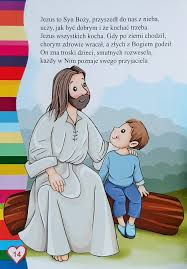 Jezus to Syn Boży, przyszedł do nas z nieba,
uczy, jak być dobrym i że kochać trzeba.
Jezus wszystkich kocha. Gdy po ziemi chodził,
chorym zdrowie wracał, a złych z Bogiem godził.
On zna troski dzieci, smutnych rozwesela,
każdy w Nim poznaje swego przyjaciela.
14